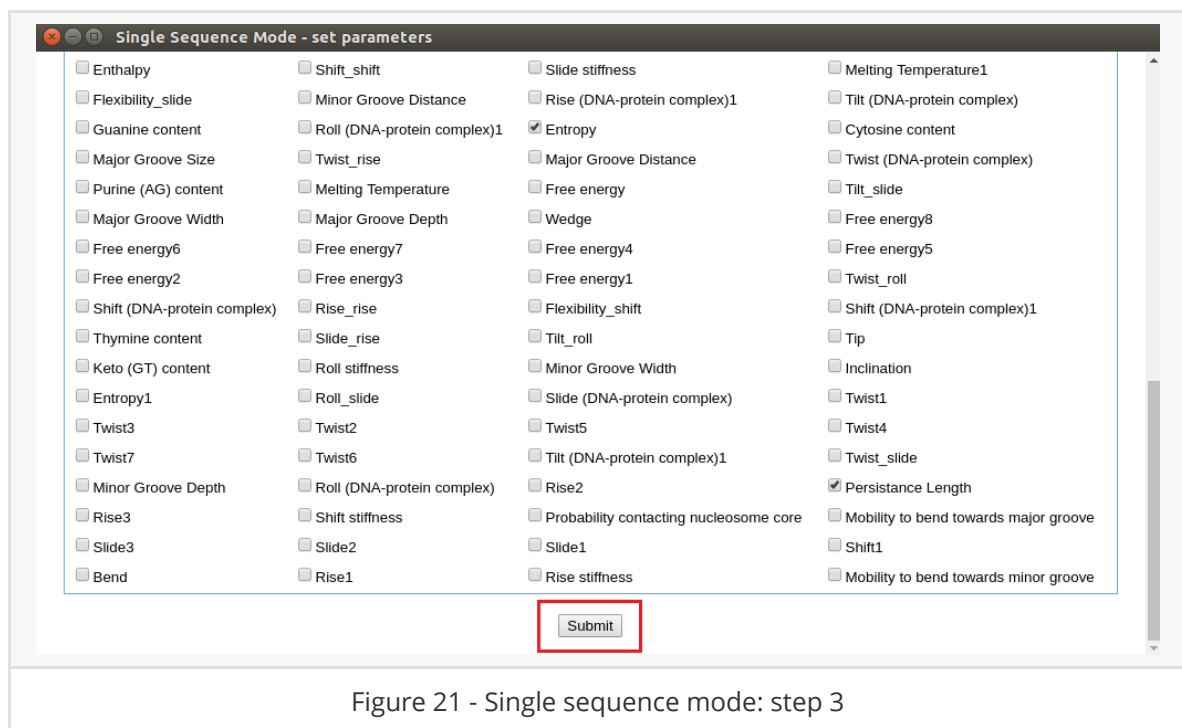 Single Sequence Mode - set parameters
Enthalpy Shift_shift Slide stiffness Melting Temperature1
Flexibility_slide Minor Groove Distance Rise (DNA-protein complex)1 Tilt (DNA-protein complex)
Guanine content Roll (DNA-protein complex)1 Entropy Cytosine content
Major Groove Size Twist_rise Major Groove Distance Twist (DNA-protein complex)
Purine (AG) content Melting Temperature Free energy Tilt_slide
Major Groove Width Major Groove Depth Wedge Free energy8
Free energy6 Free energy7 Free energy4 Free energy5
Free energy2 Free energy3 Free energy1 Twist_roll
Shift (DNA-protein complex) Rise_rise Flexibility_shift Shift (DNA-protein complex)1
Thymine content Slide_rise Tilt_roll Tip
Keto (GT) content Roll stiffness Minor Groove Width Inclination
Entropy1 Roll_slide Slide (DNA-protein complex) Twist1
Twist3 Twist2 Twist5 Twist4
Twist7 Twist6 Tilt (DNA-protein complex)1 Twist_slide
Minor Groove Depth Roll (DNA-protein complex) Rise2 Persistance Length
Rise3 Shift stiffness Probability contacting nucleosome core Mobility to bend towards major groove
Slide3 Slide2 Slide1 Shift1
Bend Rise1 Rise stiffness Mobility to bend towards minor groove
Submit
Figure 21 - Single sequence mode: step 3